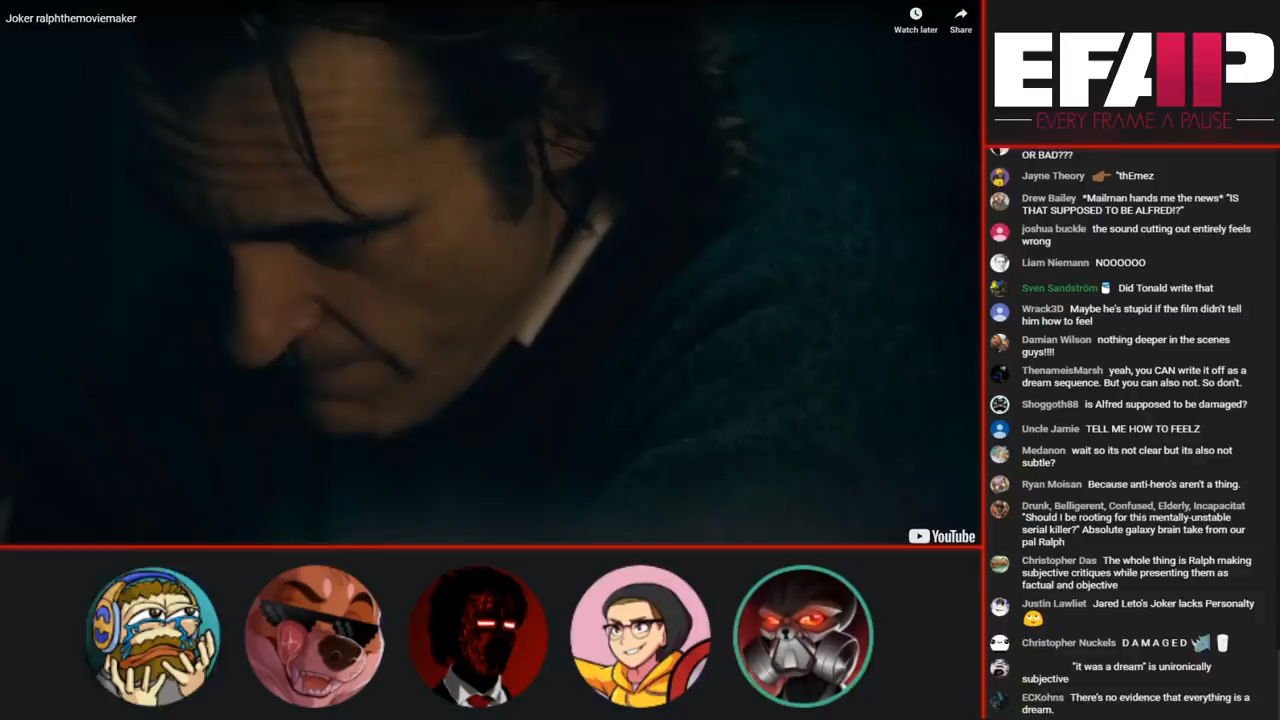 Joker ralphthemoviemaker
Watch later
Share
YouTube
EFAP
EVERY FRAME A PAUSE
OR BAD???
Jayne Theory "thEmez
Drew Bailey *Mailman hands me the news* "IS
THAT SUPPOSED TO BE ALFRED!?"
joshua buckle the sound cutting out entirely feels
wrong
Liam Niemann NOOOOOO
Sven Sandström Did Tonald write that
Wrack3D Maybe he's stupid if the film didn't tell
him how to feel
Damian Wilson nothing deeper in the scenes
guys!!!!
ThenameisMarsh yeah, you CAN write it off as a
dream sequence. But you can also not. So don't.
Shoggoth88 is Alfred supposed to be damaged?
Uncle Jamie TELL ME HOW TO FEELZ
Medanon wait so its not clear but its also not
subtle?
Ryan Moisan Because anti-hero's aren't a thing.
Drunk, Belligerent, Confused, Elderly, Incapacitat
"Should I be rooting for this mentally-unstable
serial killer?" Absolute galaxy brain take from our
pal Ralph
Christopher Das The whole thing is Ralph making
subjective critiques while presenting them as
factual and objective
Justin Lawliet Jared Leto's Joker lacks Personalty
Christopher Nuckels D A M A G E D
"it was a dream" is unironically
subjective
ECKohns There's no evidence that everything is a
dream.